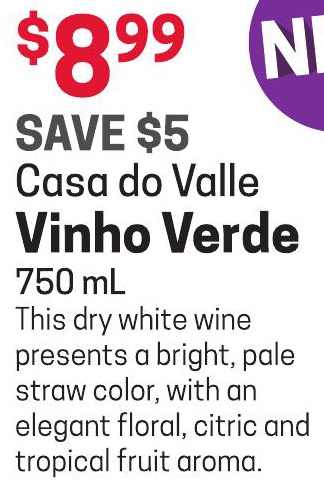 $8.99
SAVE $5
Casa do Valle
Vinho Verde
750 mL
This dry white wine
presents a bright, pale
straw color, with an
elegant floral, citric and
tropical fruit aroma.